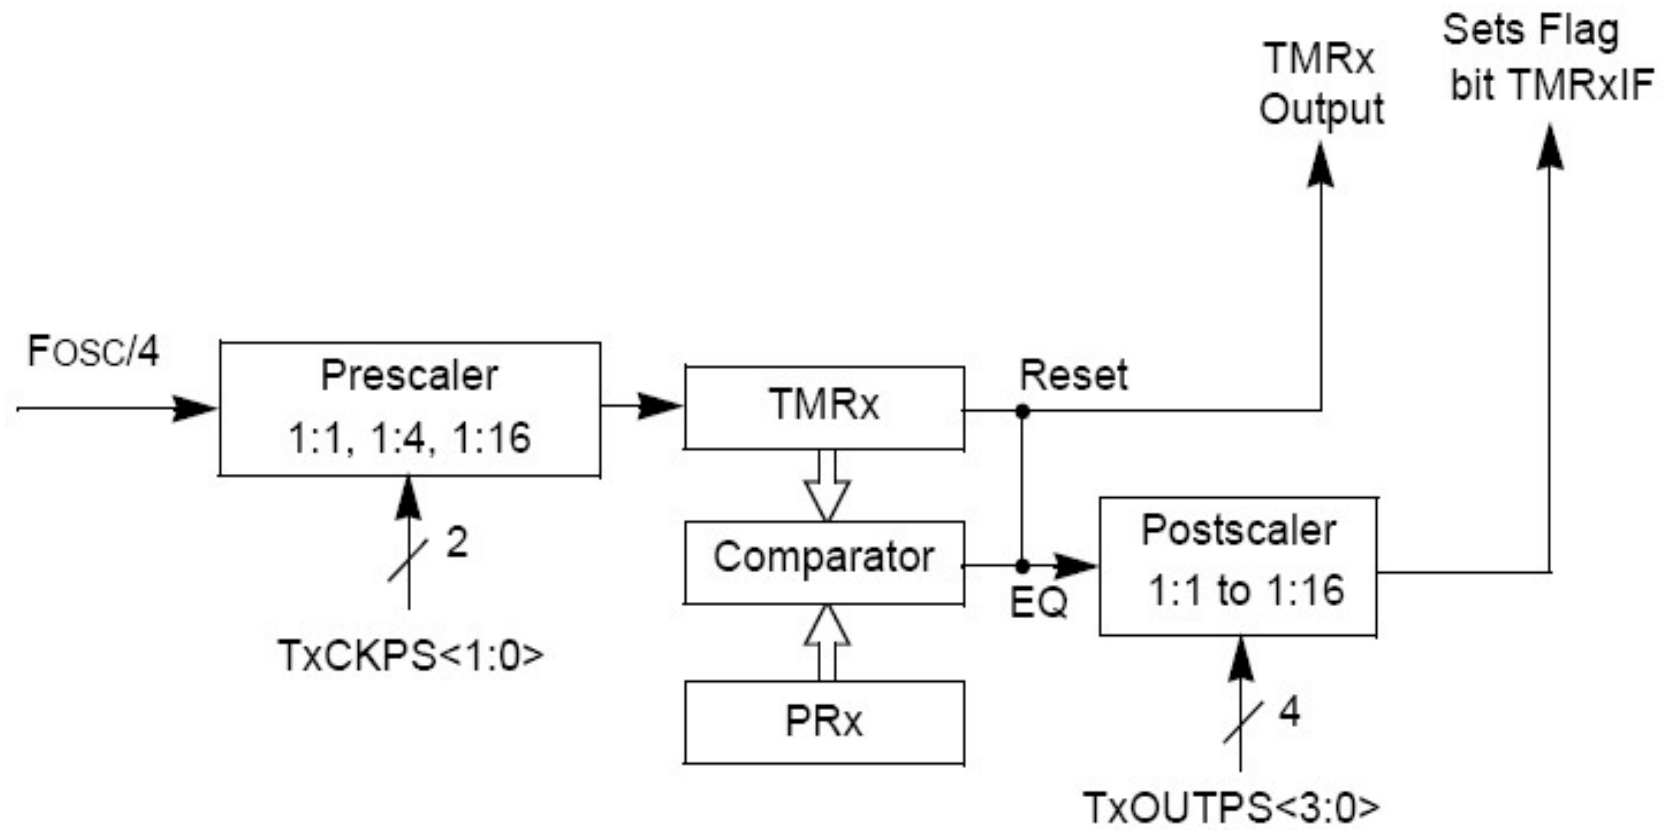 Sets Flag
bit TMRxIF
TMRx
Output
FOSC/4
Prescaler
1:1, 1:4, 1:16
TMRx
Reset
2
Comparator
EQ
Postscaler
1:1 to 1:16
TxCKPS<1:0>
PRx
4
TxOUTPS<3:0>